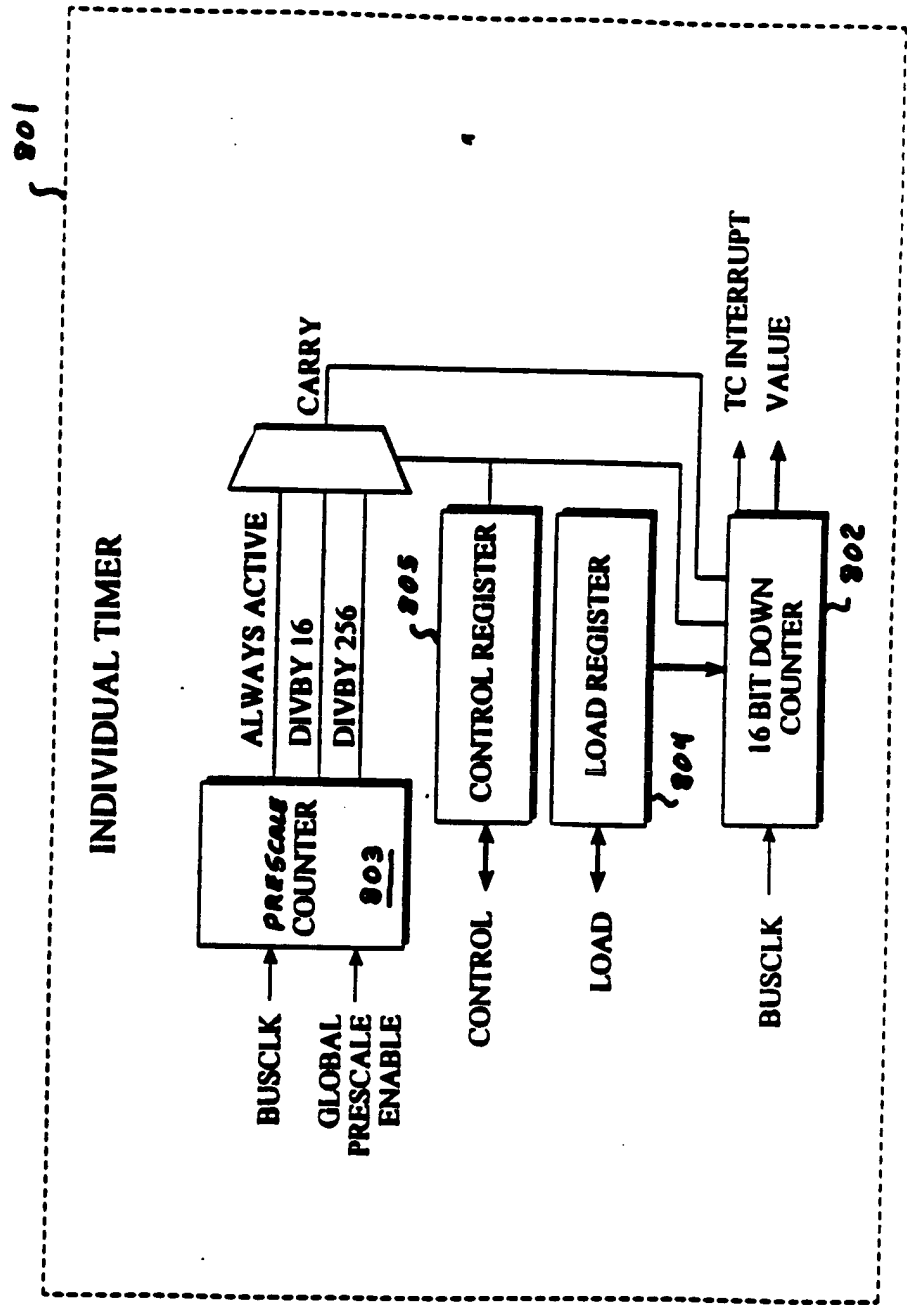 801
INDIVIDUAL TIMER
BUSCLK
GLOBAL
PRESCALE
ENABLE
PRESCALE
COUNTER
803
ALWAYS ACTIVE
DIVBY 16
DIVBY 256
CARRY
CONTROL
CONTROL REGISTER
805
LOAD
LOAD REGISTER
804
BUSCLK
16 BIT DOWN
COUNTER
802
TC INTERRUPT
VALUE